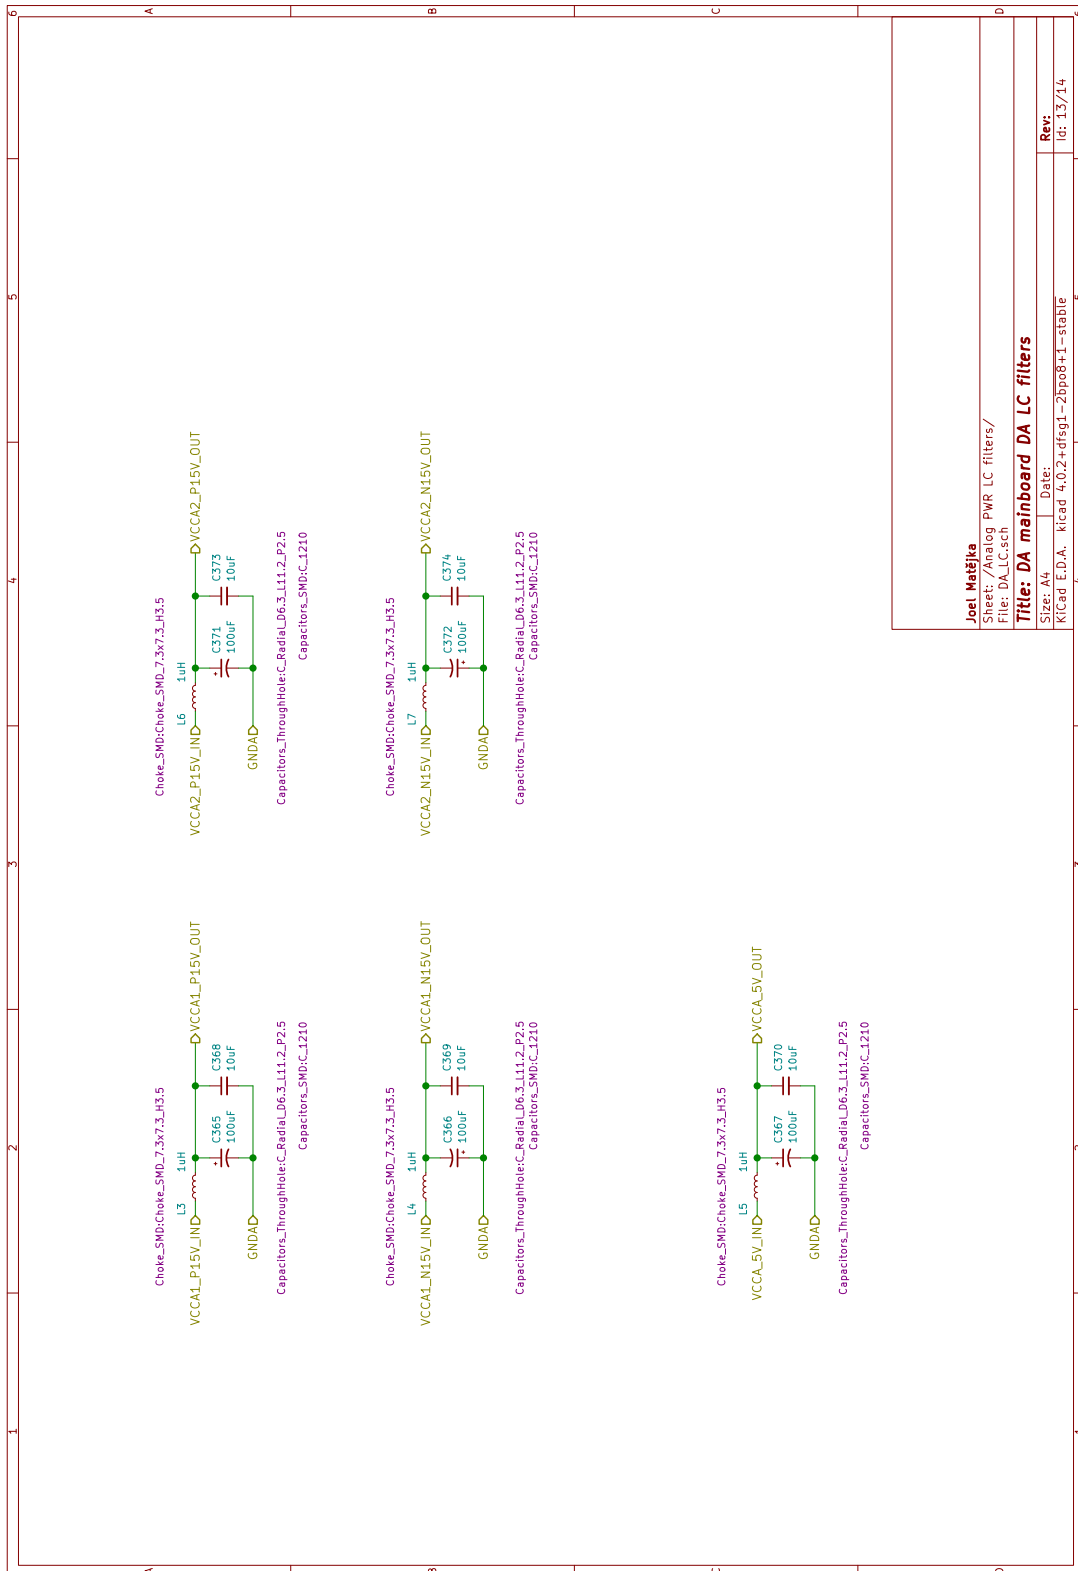 Choke_SMD:Choke_SMD_7.3x7.3_H3.5
L3
1uH
VCCA1_P15V_IN
VCCA1_P15V_OUT
C365
100uF
C368
10uF
GNDA
Capacitors_ThroughHole:C_Radial_D6.3_L11.2_P2.5
Capacitors_SMD:C_1210
Choke_SMD:Choke_SMD_7.3x7.3_H3.5
L6
1uH
VCCA2_P15V_IN
VCCA2_P15V_OUT
C371
100uF
C373
10uF
GNDA
Capacitors_ThroughHole:C_Radial_D6.3_L11.2_P2.5
Capacitors_SMD:C_1210
Choke_SMD:Choke_SMD_7.3x7.3_H3.5
L4
1uH
VCCA1_N15V_IN
VCCA1_N15V_OUT
C366
100uF
C369
10uF
GNDA
Capacitors_ThroughHole:C_Radial_D6.3_L11.2_P2.5
Capacitors_SMD:C_1210
Choke_SMD:Choke_SMD_7.3x7.3_H3.5
L7
1uH
VCCA2_N15V_IN
VCCA2_N15V_OUT
C372
100uF
C374
10uF
GNDA
Capacitors_ThroughHole:C_Radial_D6.3_L11.2_P2.5
Capacitors_SMD:C_1210
Choke_SMD:Choke_SMD_7.3x7.3_H3.5
L5
1uH
VCCA_5V_IN
VCCA_5V_OUT
C367
100uF
C370
10uF
GNDA
Capacitors_ThroughHole:C_Radial_D6.3_L11.2_P2.5
Capacitors_SMD:C_1210
Joel Matějka
Sheet: /Analog PWR LC filters/
File: DA_LC.sch
Title: DA mainboard DA LC filters
Size: A4
Date:
Rev:
KiCad E.D.A. kicad 4.0.2+dfsg1-2bpo8+1-stable
Id: 13/14
1
2
3
4
5
6
A
B
C
D